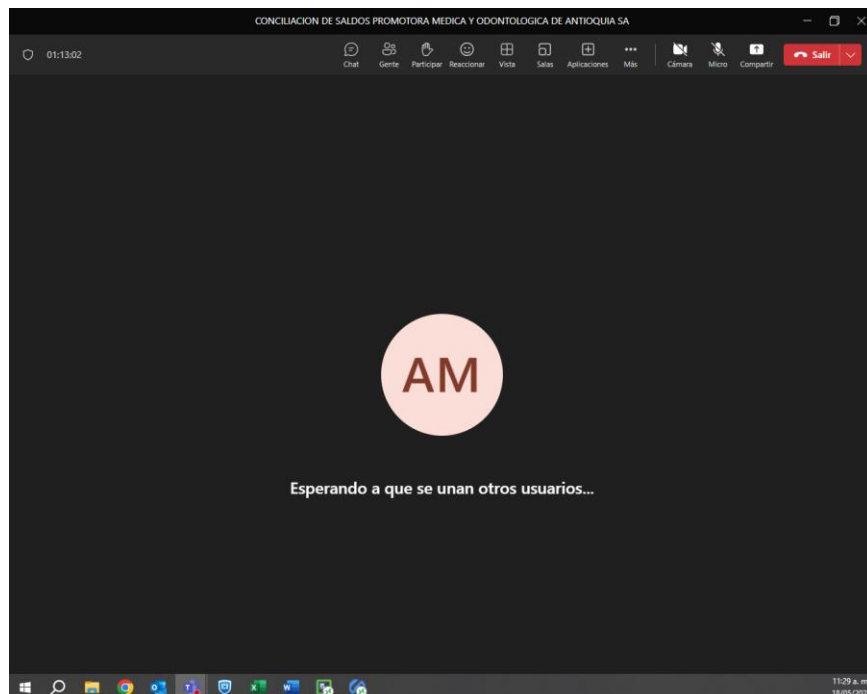 CONCILIACION DE SALDOS PROMOTORA MEDICA Y ODONTOLOGICA DE ANTIOQUIA SA
01:13:02
Chat Gente Participar Reaccionar Vista Salas Aplicaciones Más Cámara Micro Compartir Salir
AM
Esperando a que se unan otros usuarios...
11:29 a. m